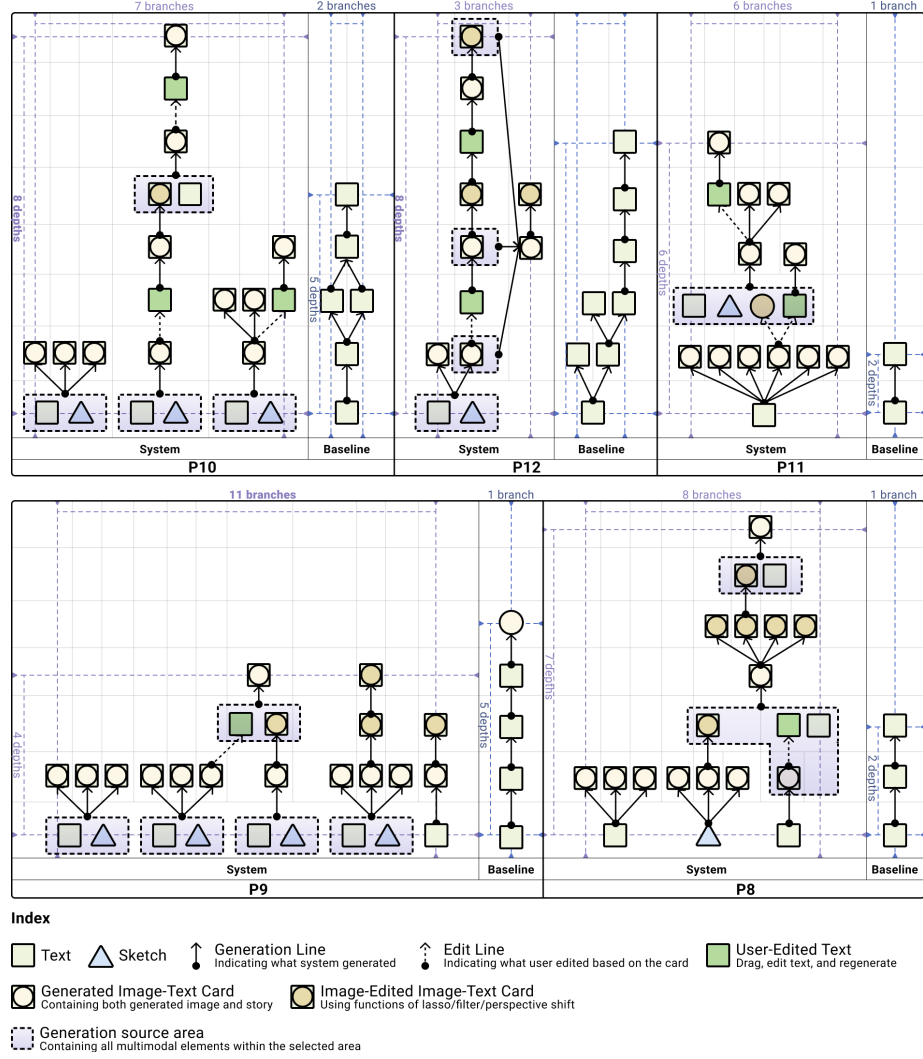 7 branches
2 branches
3 branches
6 branches
1 branch
8 depths
5 depths
8 depths
6 depths
2 depths
System
Baseline
System
Baseline
System
Baseline
P10
P12
P11
11 branches
1 branch
8 branches
1 branch
4 depths
5 depths
7 depths
2 depths
System
Baseline
System
Baseline
P9
P8
Index
Text
Sketch
Generation Line
Indicating what system generated
Edit Line
Indicating what user edited based on the card
User-Edited Text
Drag, edit text, and regenerate
Generated Image-Text Card
Containing both generated image and story
Image-Edited Image-Text Card
Using functions of lasso/filter/perspective shift
Generation source area
Containing all multimodal elements within the selected area